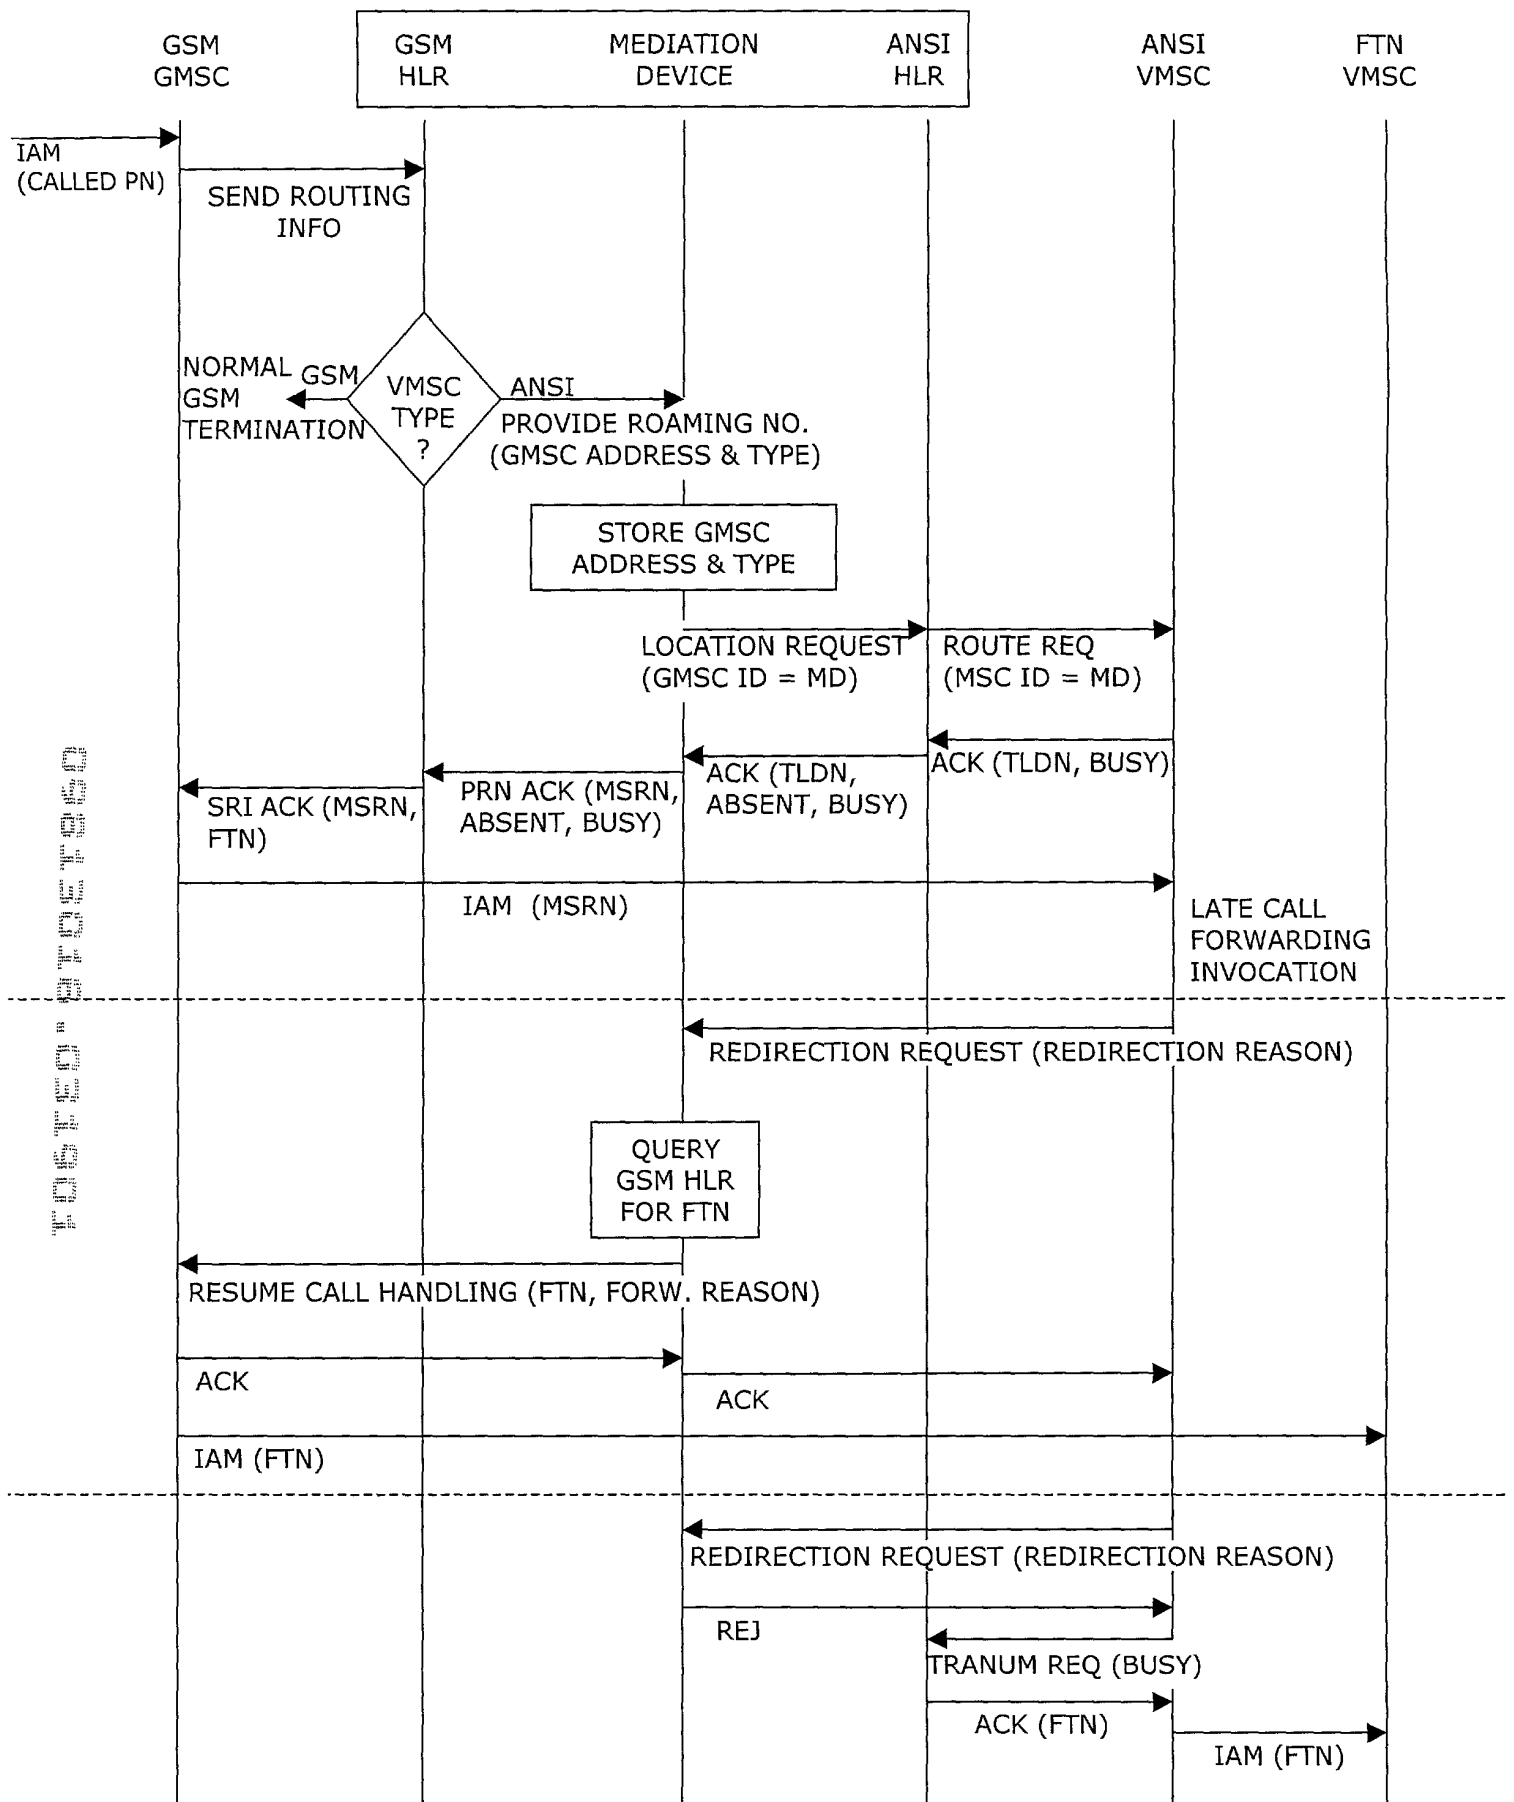 GSM
GMSC
GSM
HLR
MEDIATION
DEVICE
ANSI
HLR
ANSI
VMSC
FTN
VMSC
IAM
(CALLED PN)
SEND ROUTING
INFO
NORMAL
GSM
TERMINATION
GSM
VMSC
TYPE
?
ANSI
PROVIDE ROAMING NO.
(GMSC ADDRESS & TYPE)
STORE GMSC
ADDRESS & TYPE
LOCATION REQUEST
(GMSC ID = MD)
ROUTE REQ
(MSC ID = MD)
ACK (TLDN, BUSY)
ACK (TLDN,
ABSENT, BUSY)
PRN ACK (MSRN,
ABSENT, BUSY)
SRI ACK (MSRN,
FTN)
IAM (MSRN)
LATE CALL
FORWARDING
INVOCATION
REDIRECTION REQUEST (REDIRECTION REASON)
QUERY
GSM HLR
FOR FTN
RESUME CALL HANDLING (FTN, FORW. REASON)
ACK
ACK
IAM (FTN)
REDIRECTION REQUEST (REDIRECTION REASON)
REJ
TRANUM REQ (BUSY)
ACK (FTN)
IAM (FTN)